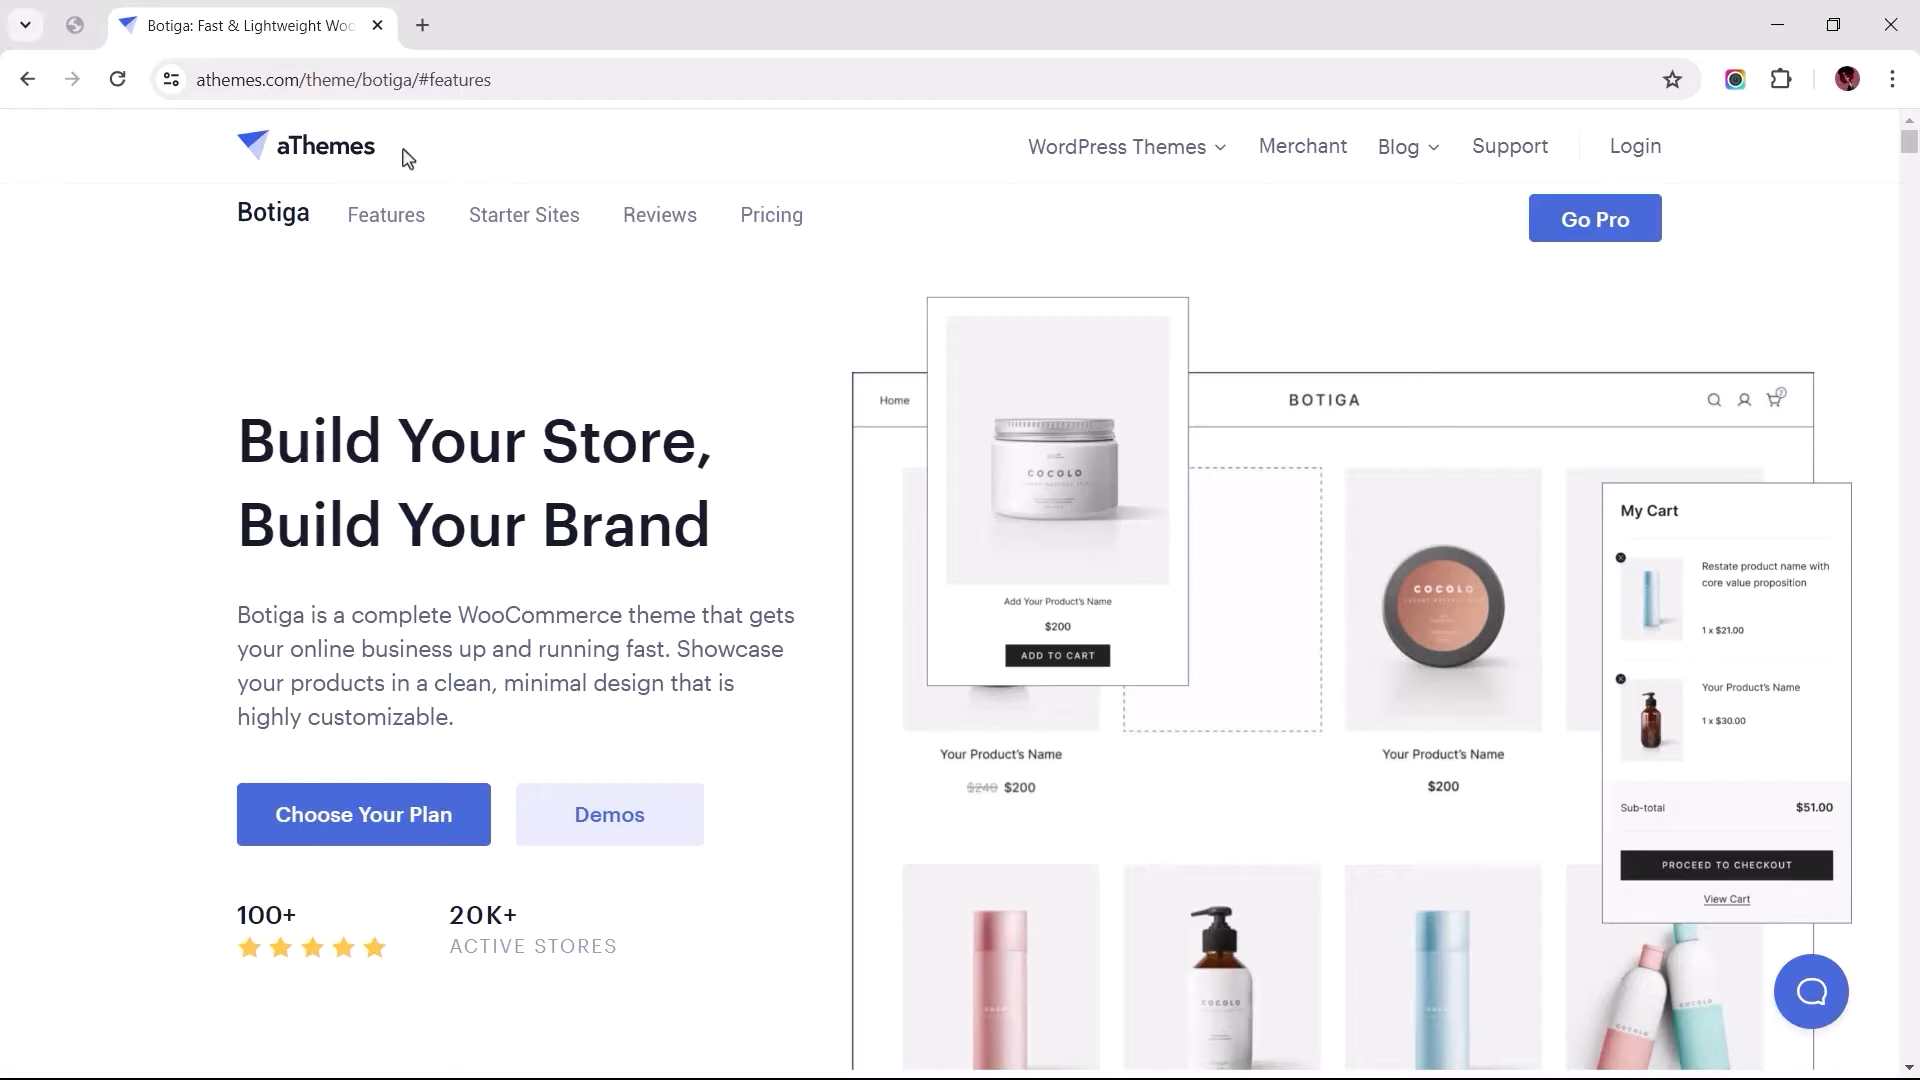 Botiga: Fast & Lightweight Woo
athemes.com/theme/botiga/#features
aThemes
WordPress Themes
Merchant
Blog
Support
Login
Botiga
Features
Starter Sites
Reviews
Pricing
Go Pro
Build Your Store,
Build Your Brand
Botiga is a complete WooCommerce theme that gets
your online business up and running fast. Showcase
your products in a clean, minimal design that is
highly customizable.
Choose Your Plan
Demos
100+
20K+
ACTIVE STORES
Home
BOTIGA
2
COCOLO
Add Your Product's Name
$200
ADD TO CART
COCOLO
Your Product's Name
$240 $200
Your Product's Name
$200
My Cart
Restate product name with
core value proposition
1 x $21.00
Your Product's Name
1 x $30.00
Sub-total
$51.00
PROCEED TO CHECKOUT
View Cart
COCOLO
COCOLO
COCOLO